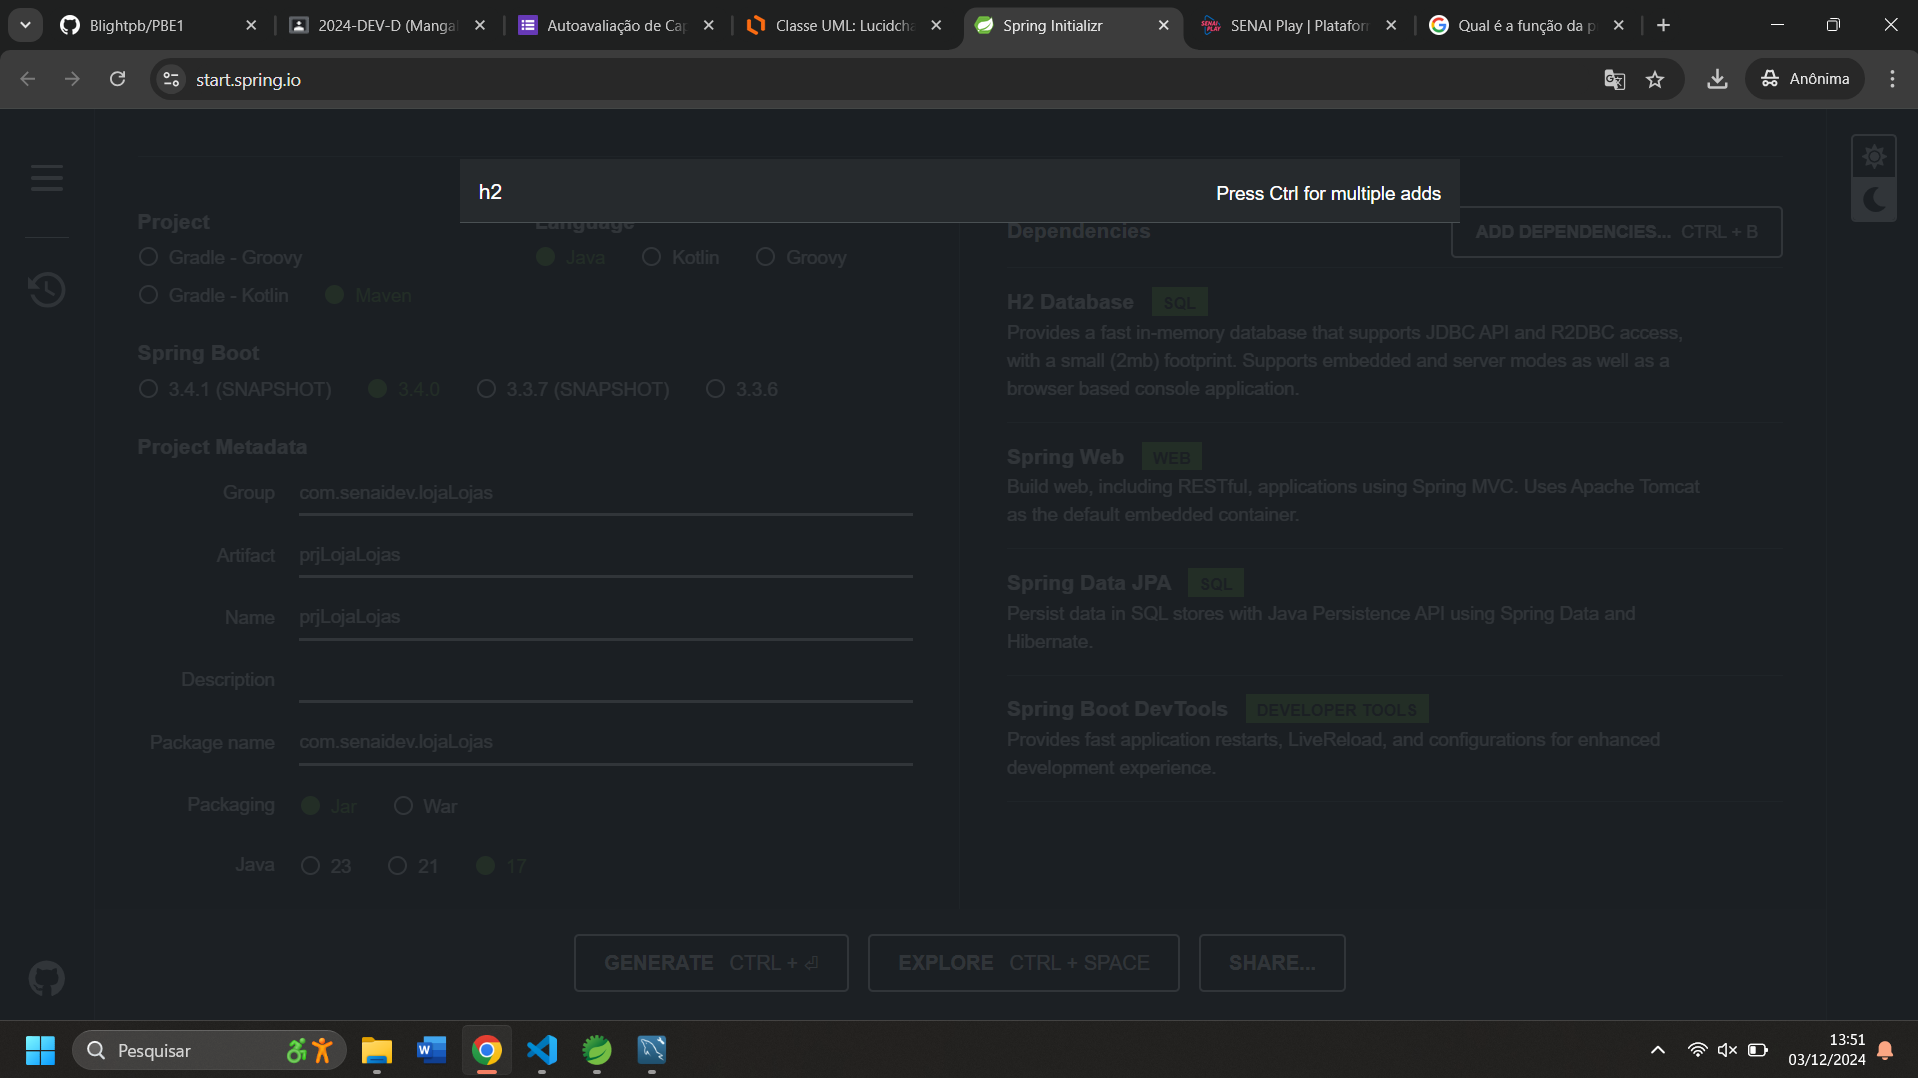 Blightpb/PBE1
2024-DEV-D (Mangal
Autoavaliação de Cap
Classe UML: Lucidcha
Spring Initializr
SENAI Play | Plataform
Qual é a função da p
start.spring.io
Anônima
h2
Press Ctrl for multiple adds
Project
Gradle - Groovy
Gradle - Kotlin
Maven
Language
Java
Kotlin
Groovy
Spring Boot
3.4.1 (SNAPSHOT)
3.4.0
3.3.7 (SNAPSHOT)
3.3.6
Project Metadata
Group
com.senaidev.lojaLojas
Artifact
prjLojaLojas
Name
prjLojaLojas
Description
Package name
com.senaidev.lojaLojas
Packaging
Jar
War
Java
23
21
17
Dependencies
ADD DEPENDENCIES... CTRL + B
H2 Database SQL
Provides a fast in-memory database that supports JDBC API and R2DBC access,
with a small (2mb) footprint. Supports embedded and server modes as well as a
browser based console application.
Spring Web WEB
Build web, including RESTful, applications using Spring MVC. Uses Apache Tomcat
as the default embedded container.
Spring Data JPA SQL
Persist data in SQL stores with Java Persistence API using Spring Data and
Hibernate.
Spring Boot DevTools DEVELOPER TOOLS
Provides fast application restarts, LiveReload, and configurations for enhanced
development experience.
GENERATE CTRL + ⏎
EXPLORE CTRL + SPACE
SHARE...
Pesquisar
13:51
03/12/2024